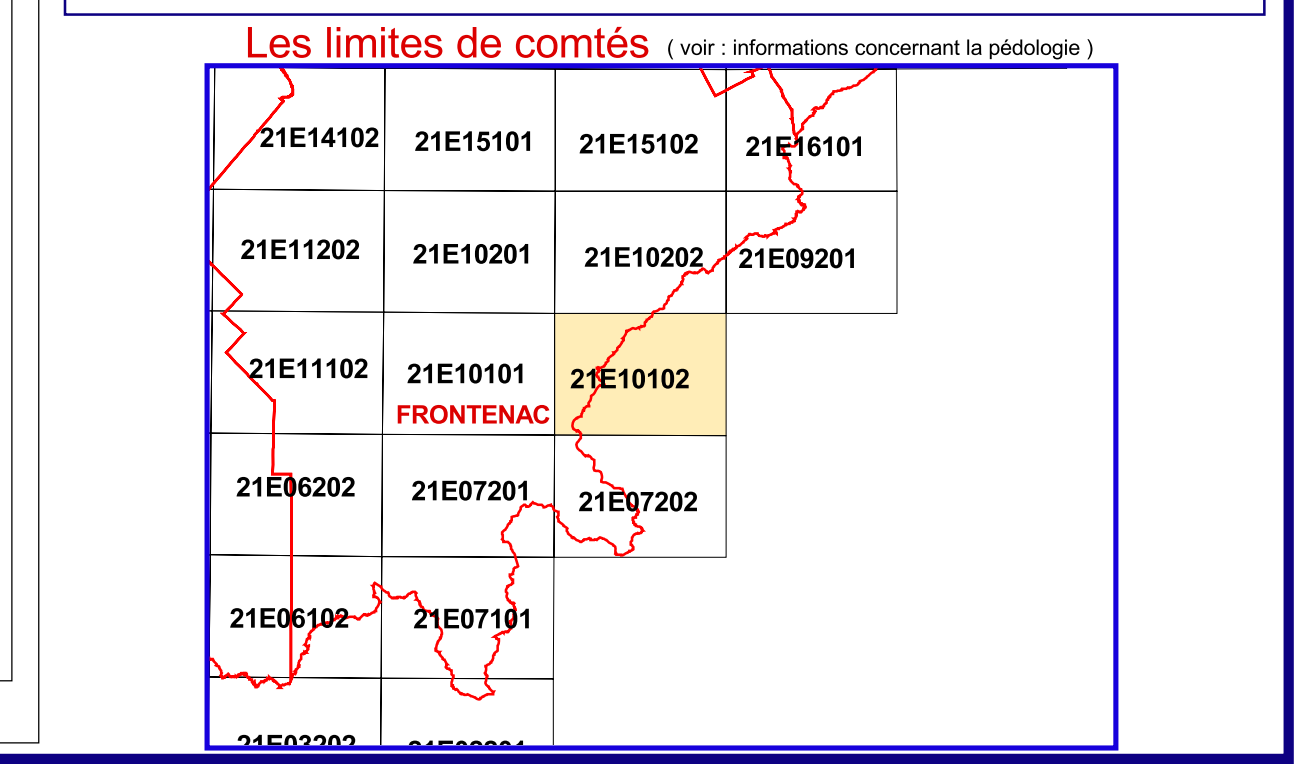 Les limites de comtés ( voir : informations concernant la pédologie )
21E14102 21E15101 21E15102 21E16101
21E11202 21E10201 21E10202 21E09201
21E11102 21E10101 21E10102
FRONTENAC
21E06202 21E07201 21E07202
21E06102 21E07101
21E03202